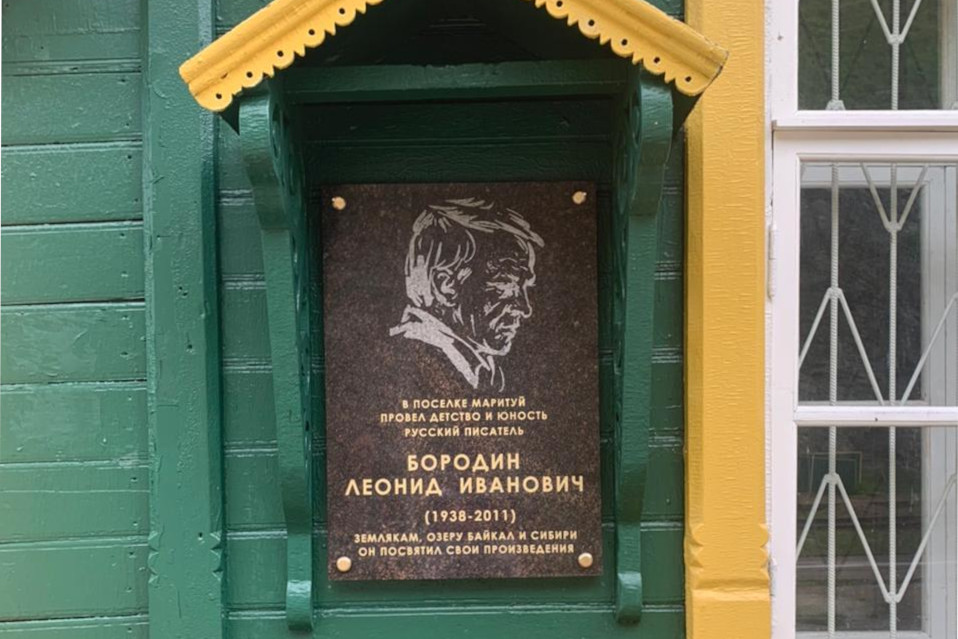 В ПОСЕЛКЕ МАРИТУЙ
ПРОВЕЛ ДЕТСТВО И ЮНОСТЬ
РУССКИЙ ПИСАТЕЛЬ
БОРОДИН
ЛЕОНИД ИВАНОВИЧ
(1938-2011)
ЗЕМЛЯКАМ, ОЗЕРУ БАЙКАЛ И СИБИРИ
ОН ПОСВЯТИЛ СВОИ ПРОИЗВЕДЕНИЯ